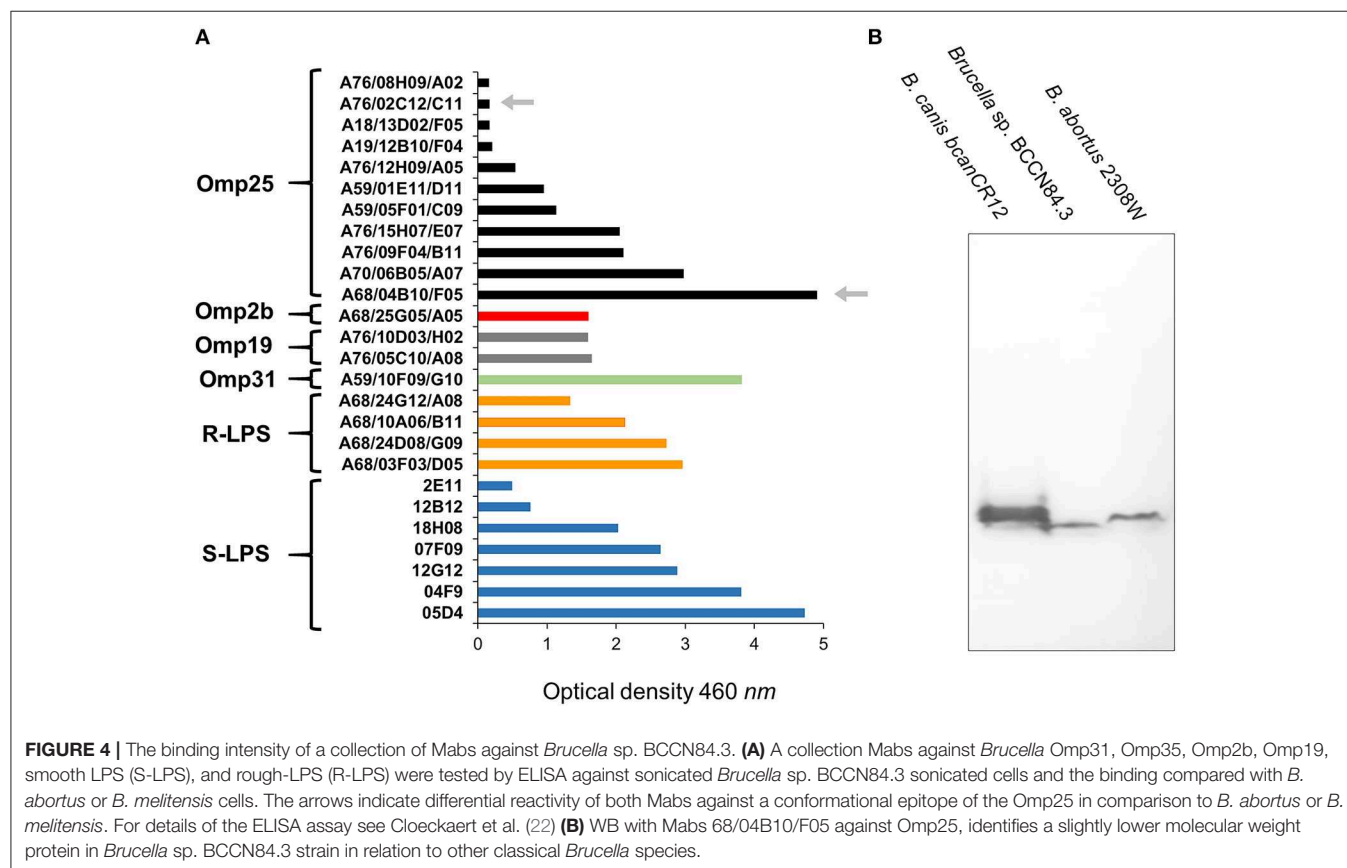 A
B
Omp25
A76/08H09/A02
A76/02C12/C11
A18/13D02/F05
A19/12B10/F04
A76/12H09/A05
A59/01E11/D11
A59/05F01/C09
A76/15H07/E07
A76/09F04/B11
A70/06B05/A07
A68/04B10/F05
Omp2b
A68/25G05/A05
Omp19
A76/10D03/H02
A76/05C10/A08
Omp31
A59/10F09/G10
R-LPS
A68/24G12/A08
A68/10A06/B11
A68/24D08/G09
A68/03F03/D05
S-LPS
2E11
12B12
18H08
07F09
12G12
04F9
05D4
0 1 2 3 4 5
Optical density 460 nm
B. canis bcanCR12
Brucella sp. BCCN84.3
B. abortus 2308W
FIGURE 4 | The binding intensity of a collection of Mabs against Brucella sp. BCCN84.3. (A) A collection Mabs against Brucella Omp31, Omp35, Omp2b, Omp19,
smooth LPS (S-LPS), and rough-LPS (R-LPS) were tested by ELISA against sonicated Brucella sp. BCCN84.3 sonicated cells and the binding compared with B.
abortus or B. melitensis cells. The arrows indicate differential reactivity of both Mabs against a conformational epitope of the Omp25 in comparison to B. abortus or B.
melitensis. For details of the ELISA assay see Cloeckaert et al. (22) (B) WB with Mabs 68/04B10/F05 against Omp25, identifies a slightly lower molecular weight
protein in Brucella sp. BCCN84.3 strain in relation to other classical Brucella species.